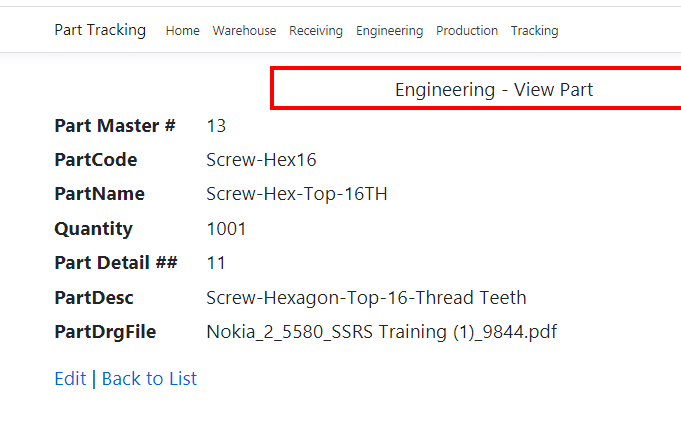 Part Tracking Home Warehouse Receiving Engineering Production Tracking
Engineering - View Part
Part Master # 13
PartCode Screw-Hex16
PartName Screw-Hex-Top-16TH
Quantity 1001
Part Detail ## 11
PartDesc Screw-Hexagon-Top-16-Thread Teeth
PartDrgFile Nokia_2_5580_SSRS Training (1)_9844.pdf
Edit | Back to List